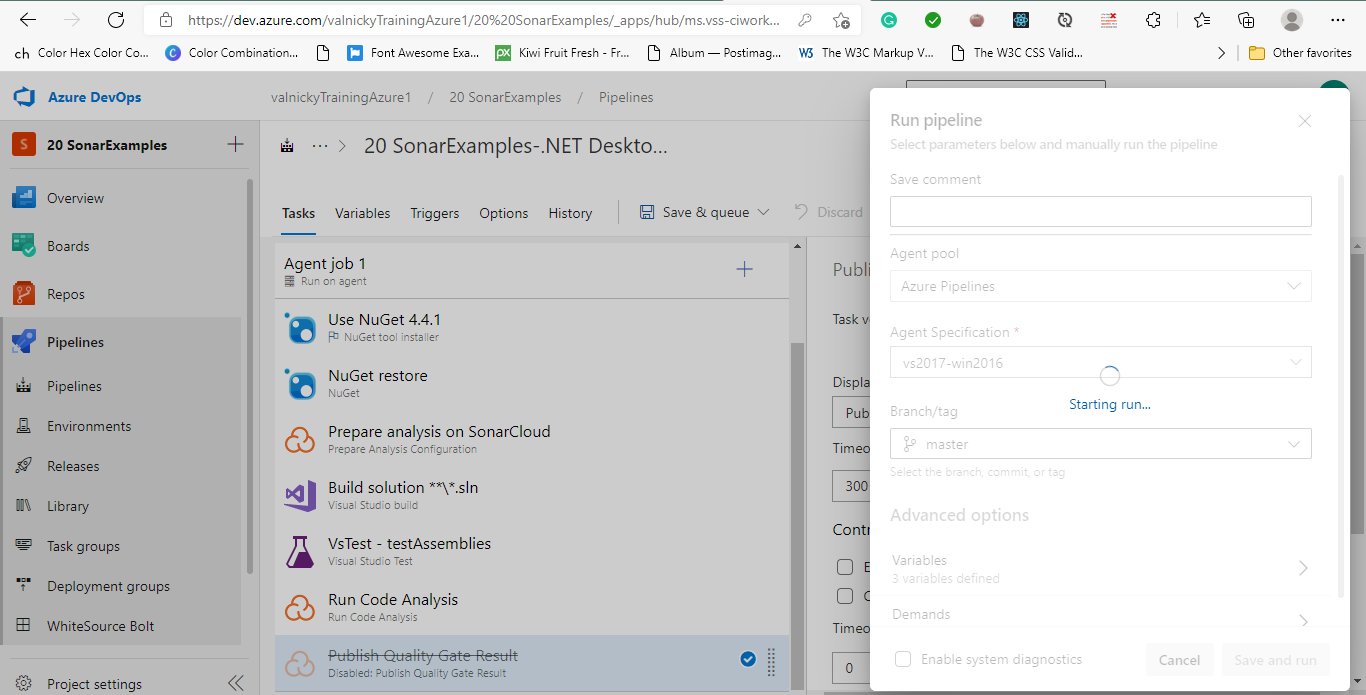 https://dev.azure.com/valnickyTrainingAzure1/20%20SonarExamples/_apps/hub/ms.vss-ciwork...
ch Color Hex Color Co...
C Color Combination...
Font Awesome Exa...
px Kiwi Fruit Fresh - Fr...
Album — Postimag...
W3 The W3C Markup V...
The W3C CSS Valid...
Other favorites
Azure DevOps
valnickyTrainingAzure1 / 20 SonarExamples / Pipelines
S 20 SonarExamples
Overview
Boards
Repos
Pipelines
Pipelines
Environments
Releases
Library
Task groups
Deployment groups
WhiteSource Bolt
Project settings
20 SonarExamples-.NET Deskto...
Tasks Variables Triggers Options History Save & queue Discard
Agent job 1
Run on agent
Use NuGet 4.4.1
NuGet tool installer
NuGet restore
NuGet
Prepare analysis on SonarCloud
Prepare Analysis Configuration
Build solution **\*.sln
Visual Studio build
VsTest - testAssemblies
Visual Studio Test
Run Code Analysis
Run Code Analysis
Publish Quality Gate Result
Disabled: Publish Quality Gate Result
Publi
Task v
Displa
Pub
Timeo
300
Contr
E
Timeo
0
Run pipeline
Select parameters below and manually run the pipeline
Save comment
Agent pool
Azure Pipelines
Agent Specification *
vs2017-win2016
Starting run...
Branch/tag
master
Select the branch, commit, or tag
Advanced options
Variables
3 variables defined
Demands
Enable system diagnostics
Cancel
Save and run